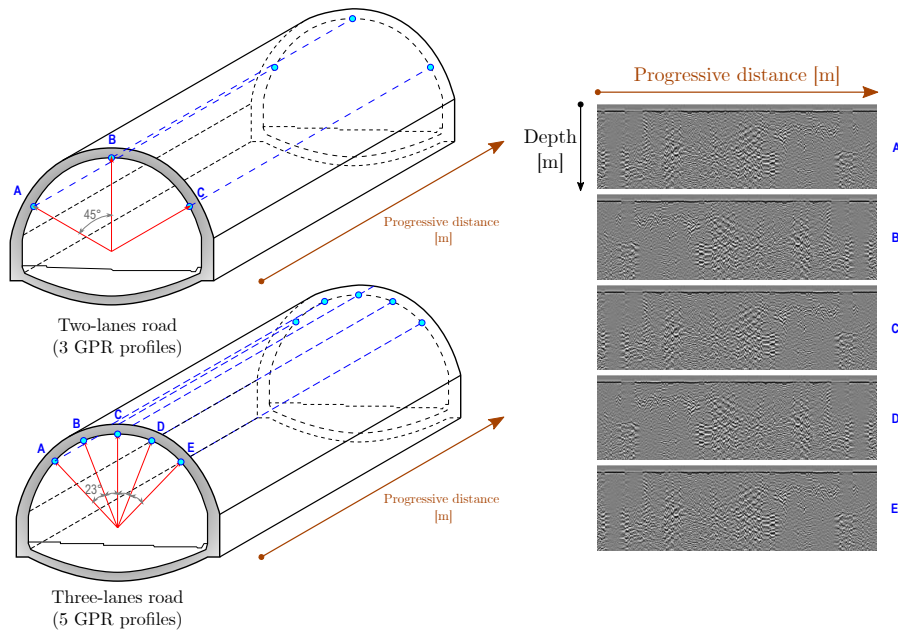 B
A
C
45°
Progressive distance
[m]
Two-lanes road
(3 GPR profiles)
C
B
D
A
E
23°
Progressive distance
[m]
Three-lanes road
(5 GPR profiles)
Progressive distance [m]
Depth
[m]
A
B
C
D
E